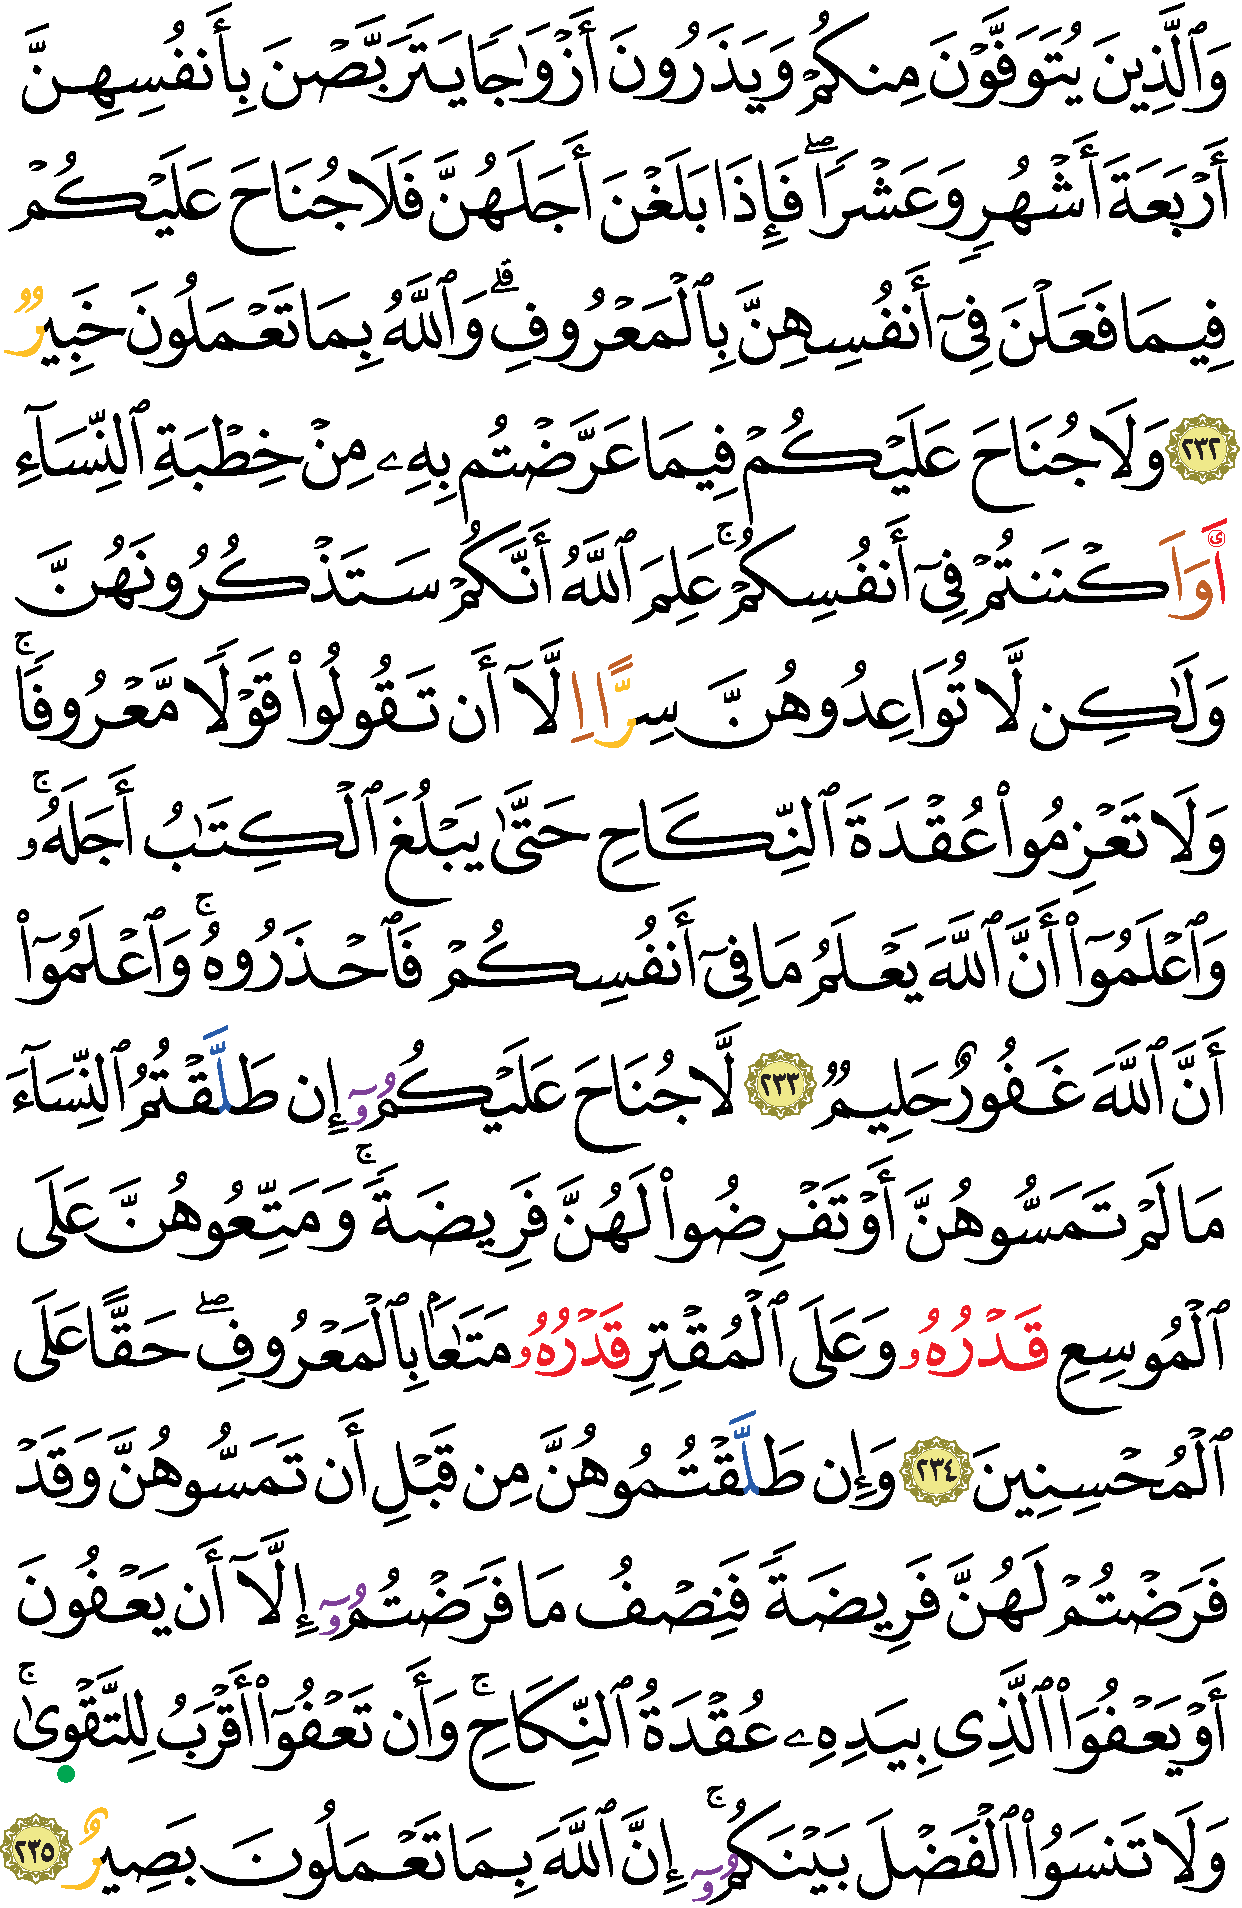 وَٱلَّذِينَ يُتَوَفَّوۡنَ مِنكُمۡ وَيَذَرُونَ أَزۡوَٰجٗا يَتَرَبَّصۡنَ بِأَنفُسِهِنَّ
أَرۡبَعَةَ أَشۡهُرٖ وَعَشۡرٗاۖ فَإِذَا بَلَغۡنَ أَجَلَهُنَّ فَلَا جُنَاحَ عَلَيۡكُمۡ
فِيمَا فَعَلۡنَ فِيٓ أَنفُسِهِنَّ بِٱلۡمَعۡرُوفِۗ وَٱللَّهُ بِمَا تَعۡمَلُونَ خَبِيرٞ
٢٣٢ وَلَا جُنَاحَ عَلَيۡكُمۡ فِيمَا عَرَّضۡتُم بِهِۦ مِنۡ خِطۡبَةِ ٱلنِّسَآءِ
أَوَ اَكۡنَنتُمۡ فِيٓ أَنفُسِكُمۡۚ عَلِمَ ٱللَّهُ أَنَّكُمۡ سَتَذۡكُرُونَهُنَّ
وَلَٰكِن لَّا تُوَاعِدُوهُنَّ سِرًّا اِلَّآ أَن تَقُولُواْ قَوۡلٗا مَّعۡرُوفٗاۚ
وَلَا تَعۡزِمُواْ عُقۡدَةَ ٱلنِّكَاحِ حَتَّىٰ يَبۡلُغَ ٱلۡكِتَٰبُ أَجَلَهُۥۚ
وَٱعۡلَمُوٓاْ أَنَّ ٱللَّهَ يَعۡلَمُ مَا فِيٓ أَنفُسِكُمۡ فَٱحۡذَرُوهُۚ وَٱعۡلَمُوٓاْ
أَنَّ ٱللَّهَ غَفُورٌ حَلِيمٞ ٢٣٣ لَّا جُنَاحَ عَلَيۡكُمُۥٓ إِن طَلَّقۡتُمُ ٱلنِّسَآءَ
مَا لَمۡ تَمَسُّوهُنَّ أَوۡ تَفۡرِضُواْ لَهُنَّ فَرِيضَةٗۚ وَمَتِّعُوهُنَّ عَلَى
ٱلۡمُوسِعِ قَدۡرُهُۥ وَعَلَى ٱلۡمُقۡتِرِ قَدۡرُهُۥ مَتَٰعَۢا بِٱلۡمَعۡرُوفِۖ حَقًّا عَلَى
ٱلۡمُحۡسِنِينَ ٢٣٤ وَإِن طَلَّقۡتُمُوهُنَّ مِن قَبۡلِ أَن تَمَسُّوهُنَّ وَقَدۡ
فَرَضۡتُمۡ لَهُنَّ فَرِيضَةٗ فَنِصۡفُ مَا فَرَضۡتُمُۥٓ إِلَّآ أَن يَعۡفُونَ
أَوۡ يَعۡفُوَاْ ٱلَّذِي بِيَدِهِۦ عُقۡدَةُ ٱلنِّكَاحِۚ وَأَن تَعۡفُوٓاْ أَقۡرَبُ لِلتَّقۡوَىٰۚ
وَلَا تَنسَوُاْ ٱلۡفَضۡلَ بَيۡنَكُمُۥٓۚ إِنَّ ٱللَّهَ بِمَا تَعۡمَلُونَ بَصِيرٌ ٢٣٥